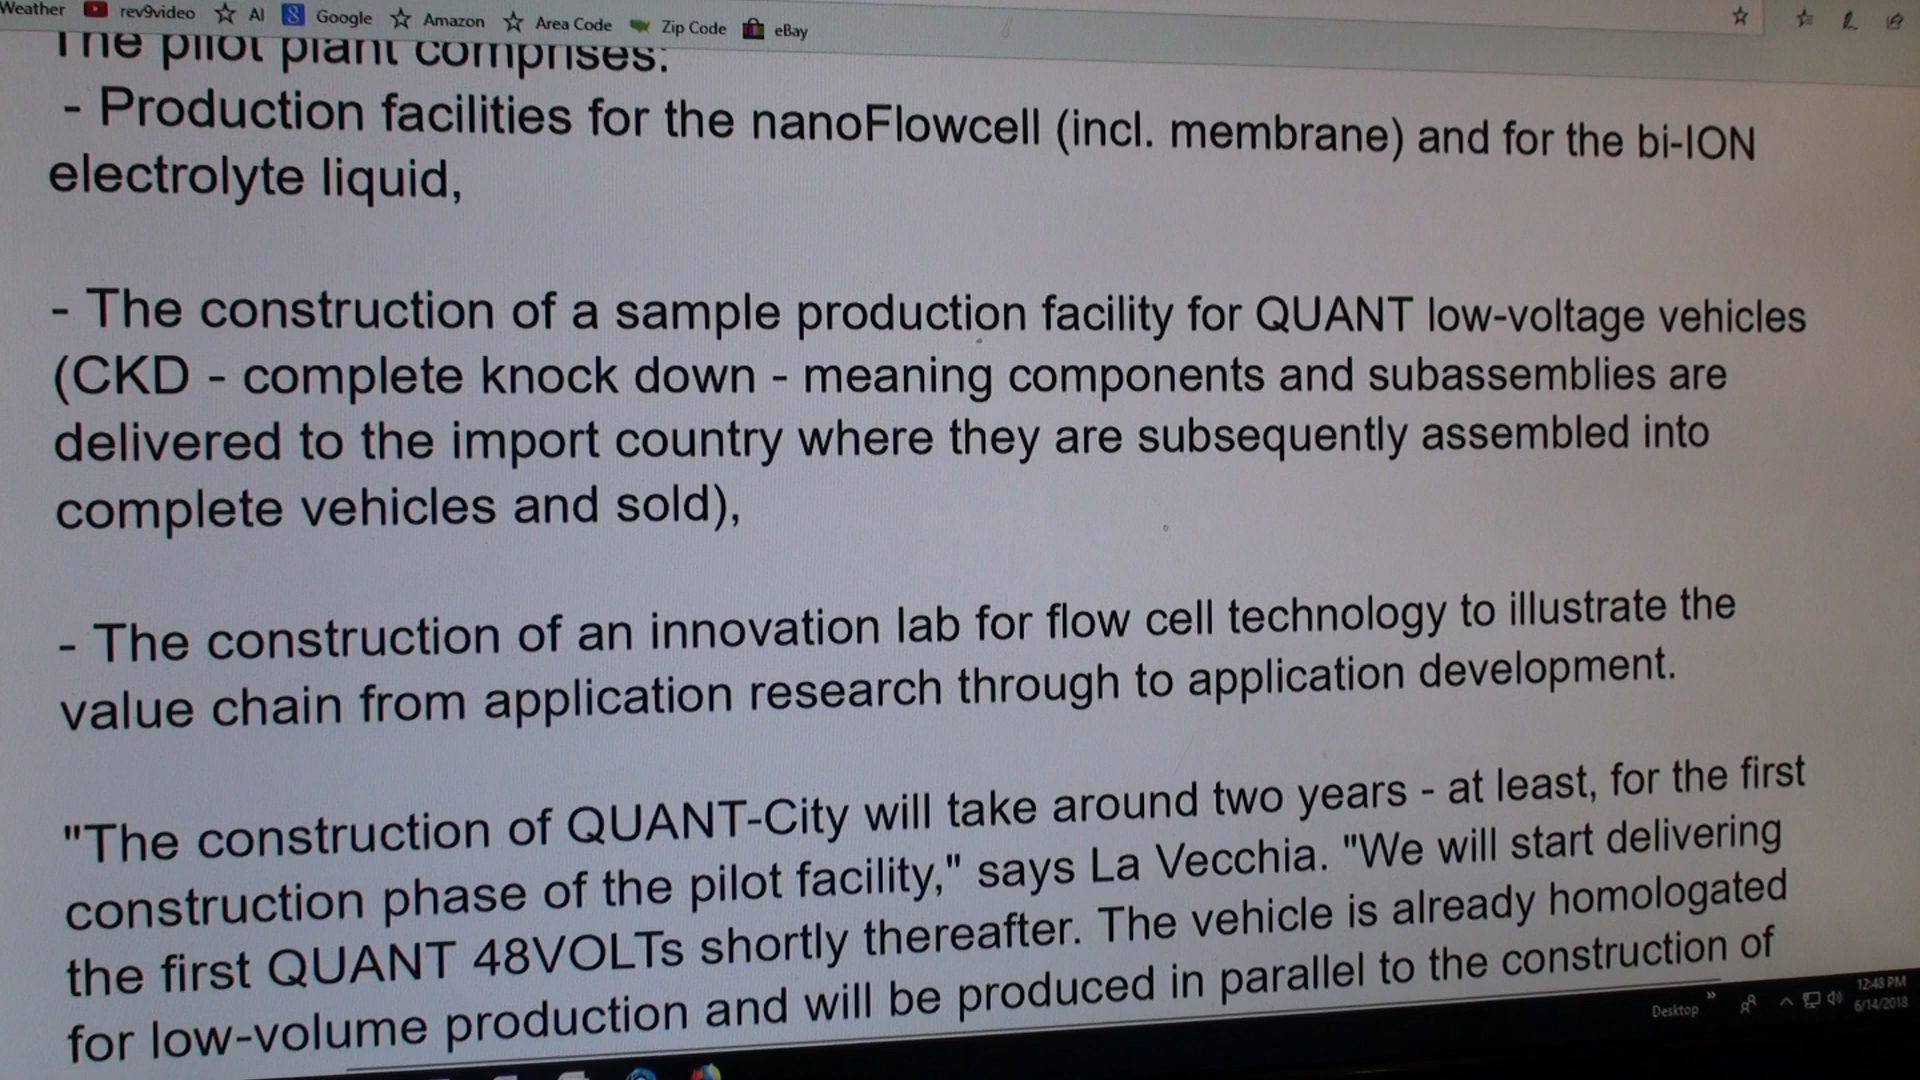 Weather rev9video AI Google Amazon Area Code Zip Code eBay
The pilot plant comprises:
- Production facilities for the nanoFlowcell (incl. membrane) and for the bi-ION
electrolyte liquid,
- The construction of a sample production facility for QUANT low-voltage vehicles
(CKD - complete knock down - meaning components and subassemblies are
delivered to the import country where they are subsequently assembled into
complete vehicles and sold),
- The construction of an innovation lab for flow cell technology to illustrate the
value chain from application research through to application development.
"The construction of QUANT-City will take around two years - at least, for the first
construction phase of the pilot facility," says La Vecchia. "We will start delivering
the first QUANT 48VOLTs shortly thereafter. The vehicle is already homologated
for low-volume production and will be produced in parallel to the construction of
Desktop »
12:48 PM
6/14/2018